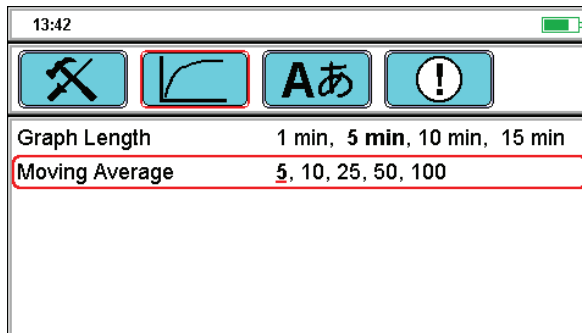 13:42
Aあ
!
Graph Length 1 min, 5 min, 10 min, 15 min
Moving Average 5, 10, 25, 50, 100